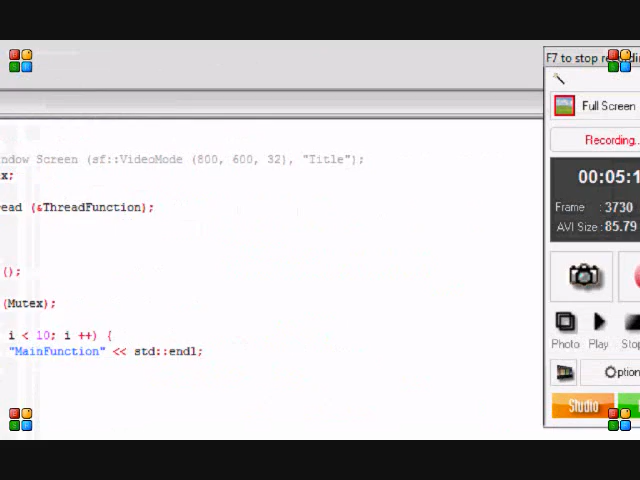 F7 to stop re
Full Screen
ndow Screen (sf::VideoMode (800, 600, 32), "Title");
Recording..
x;
00:05:1
ead (&ThreadFunction);
Frame : 3730
AVI Size : 85.79
();
(Mutex);
i < 10; i ++) {
"MainFunction" << std::endl;
Photo Play Stop
Option
Studio